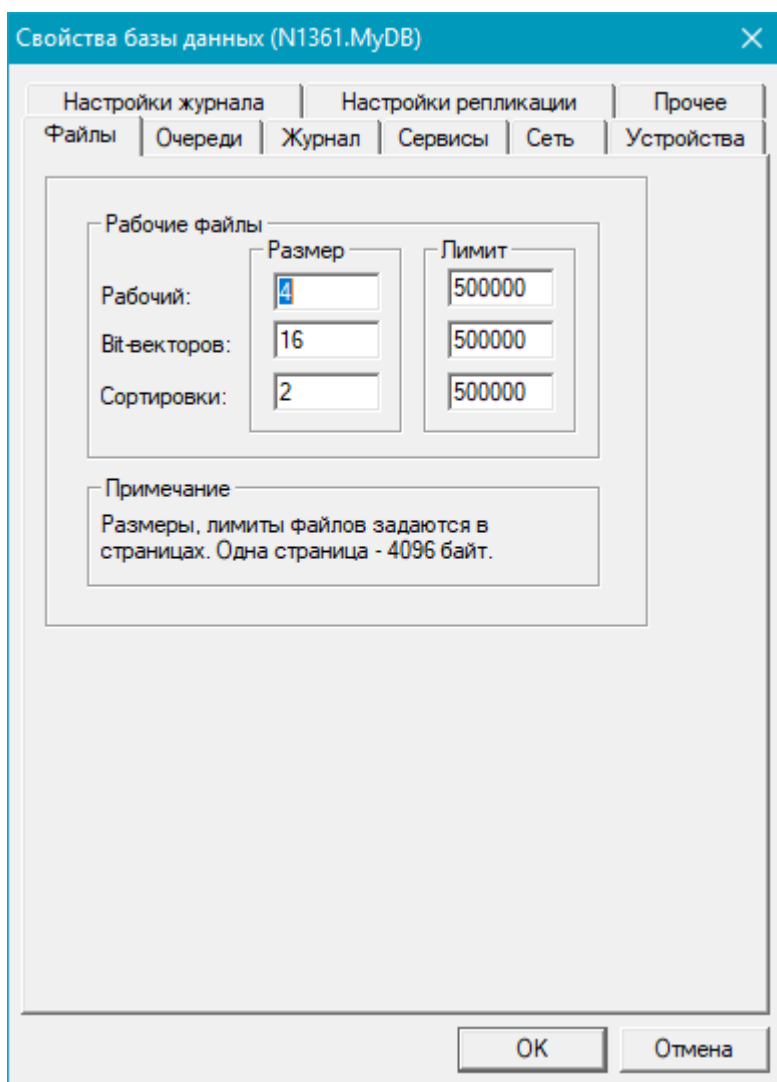 Свойства базы данных (N1361.MyDB)
Настройки журнала Настройки репликации Прочее
Файлы Очереди Журнал Сервисы Сеть Устройства
Рабочие файлы
Размер Лимит
Рабочий: 4 500000
Bit-векторов: 16 500000
Сортировки: 2 500000
Примечание
Размеры, лимиты файлов задаются в
страницах. Одна страница - 4096 байт.
OK Отмена